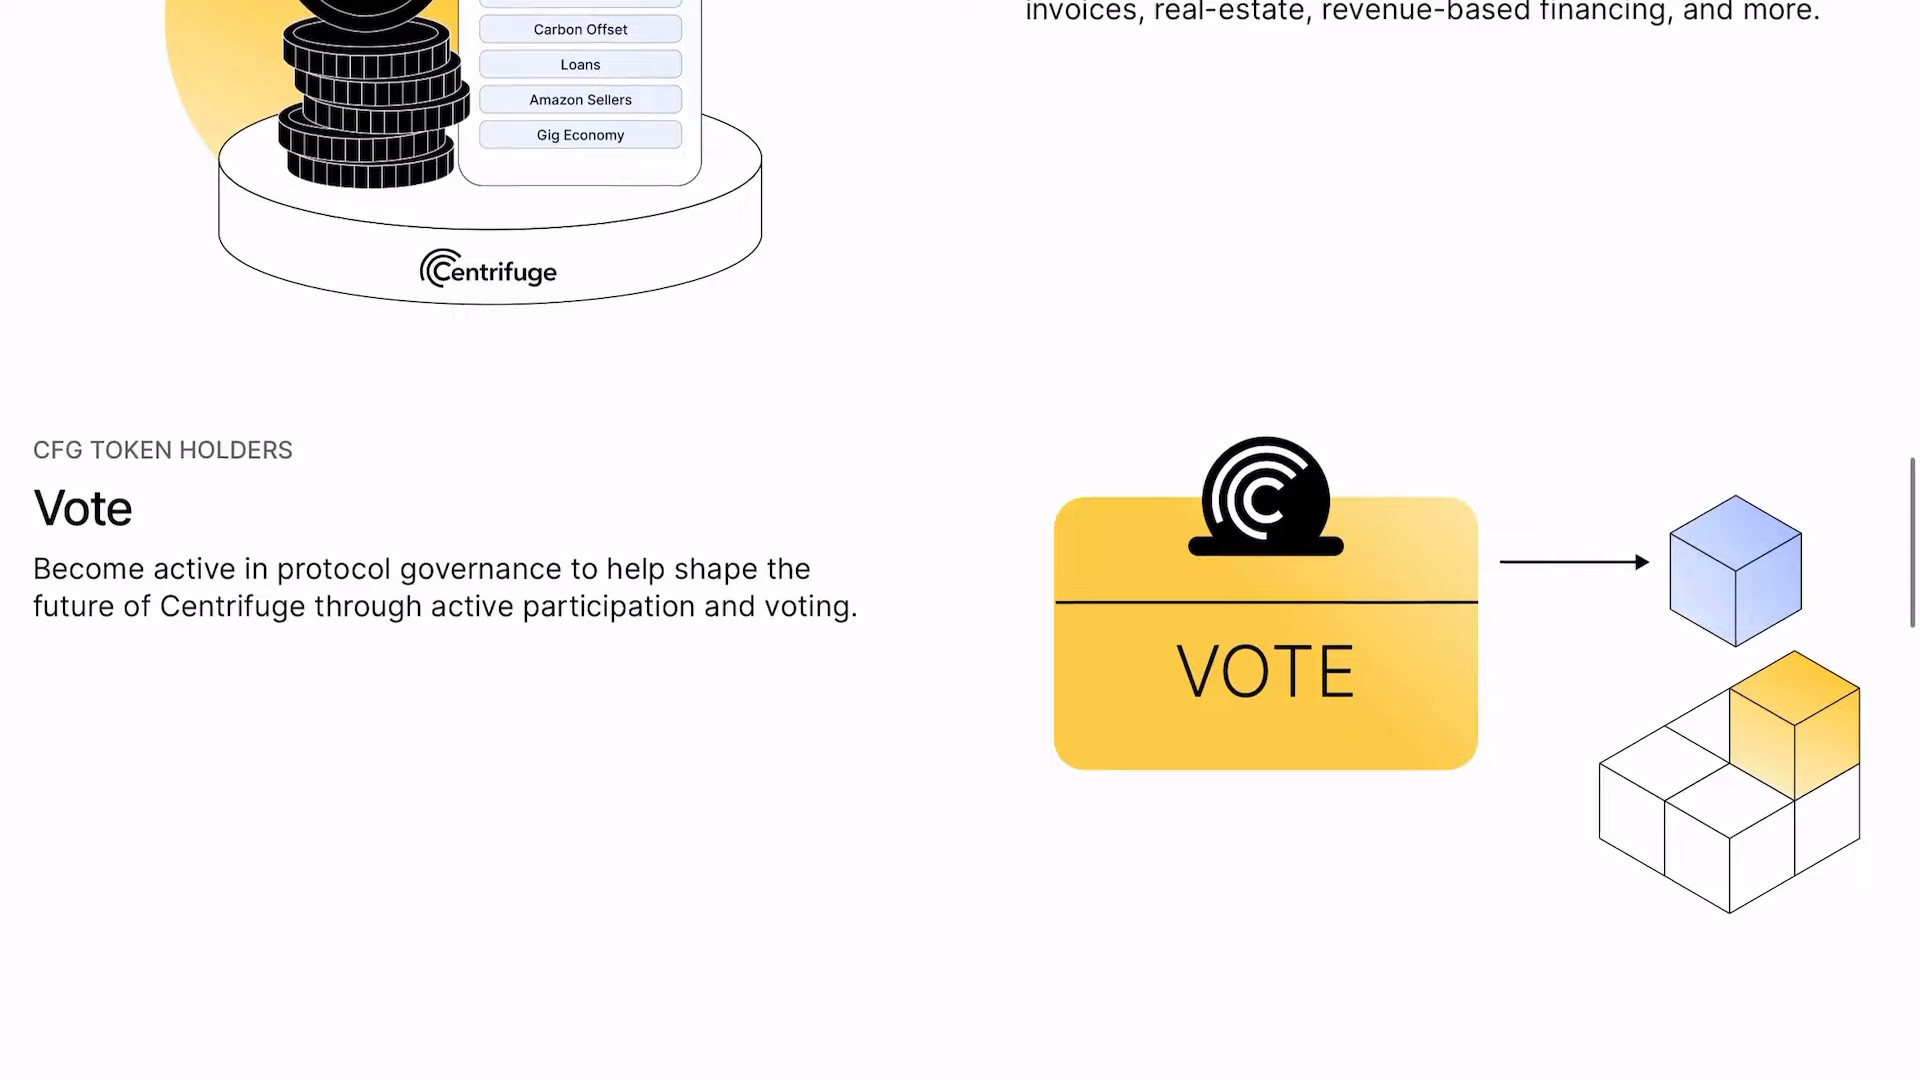 invoices, real-estate, revenue-based financing, and more.
Carbon Offset
Loans
Amazon Sellers
Gig Economy
Centrifuge
CFG TOKEN HOLDERS
Vote
Become active in protocol governance to help shape the
future of Centrifuge through active participation and voting.
VOTE